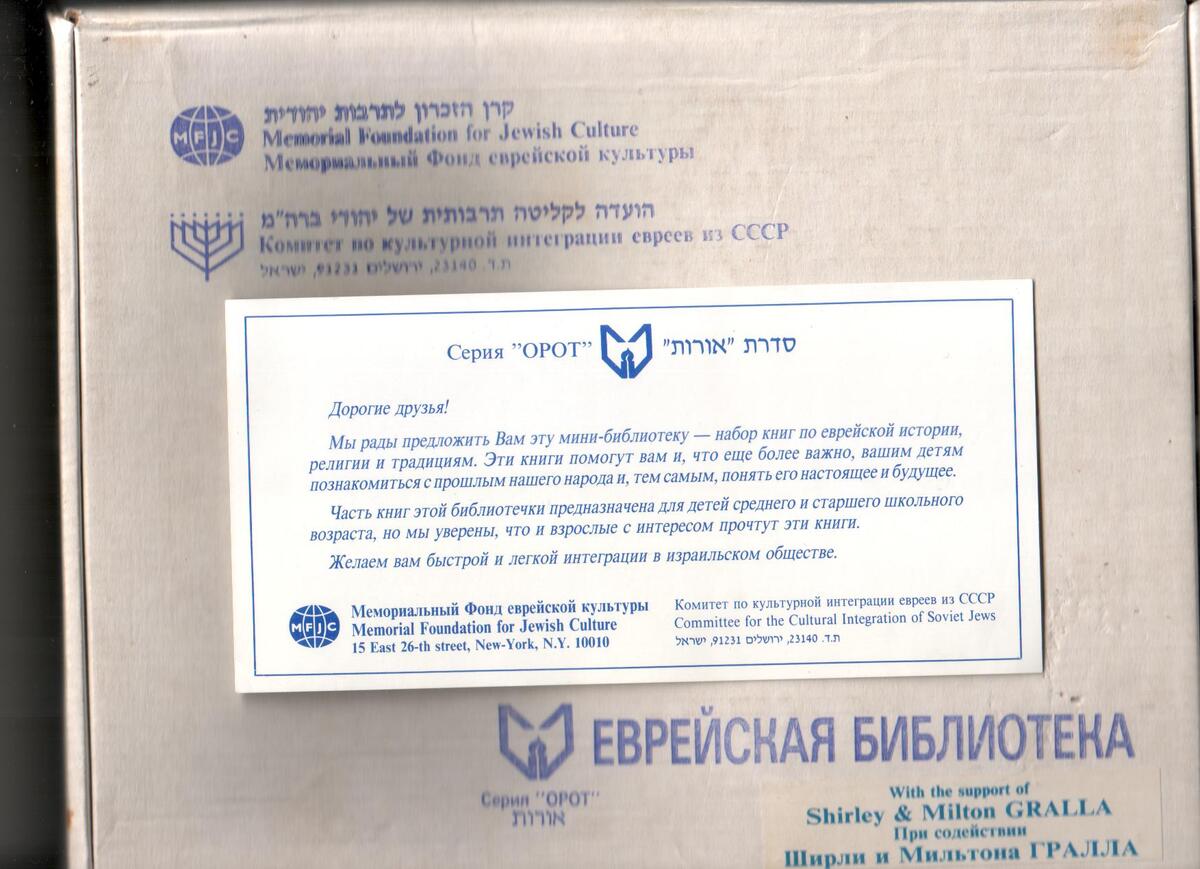 קרן הזכרון לתרבות יהודית
MFJC
Memorial Foundation for Jewish Culture
Мемориальный Фонд еврейской культуры
הועדה לקליטה תרבותית של יהודי ברה"מ
Комитет по культурной интеграции евреев из СССР
ת.ד. 23140, ירושלים 91231, ישראל
Серия "ОРОТ" סדרת "אורות"
Дорогие друзья!
Мы рады предложить Вам эту мини-библиотеку — набор книг по еврейской истории,
религии и традициям. Эти книги помогут вам и, что еще более важно, вашим детям
познакомиться с прошлым нашего народа и, тем самым, понять его настоящее и будущее.
Часть книг этой библиотечки предназначена для детей среднего и старшего школьного
возраста, но мы уверены, что и взрослые с интересом прочтут эти книги.
Желаем вам быстрой и легкой интеграции в израильском обществе.
MFJC
Мемориальный Фонд еврейской культуры
Memorial Foundation for Jewish Culture
15 East 26-th street, New-York, N.Y. 10010
Комитет по культурной интеграции евреев из СССР
Committee for the Cultural Integration of Soviet Jews
ת.ד. 23140, ירושלים 91231, ישראל
ЕВРЕЙСКАЯ БИБЛИОТЕКА
Серия "ОРОТ"
אורות
With the support of
Shirley & Milton GRALLA
При содействии
Ширли и Мильтона ГРАЛЛА